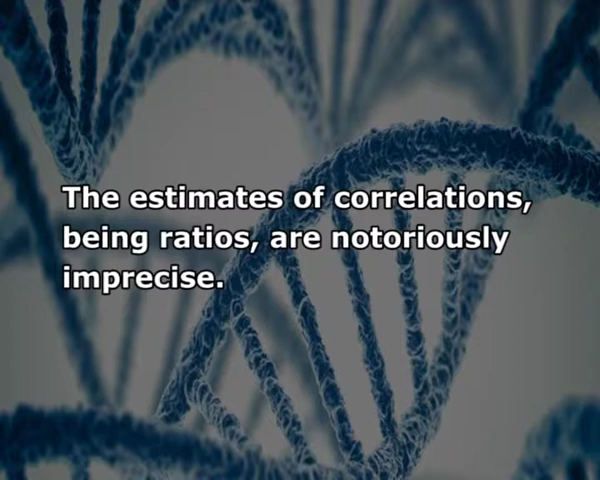 The estimates of correlations,
being ratios, are notoriously
imprecise.